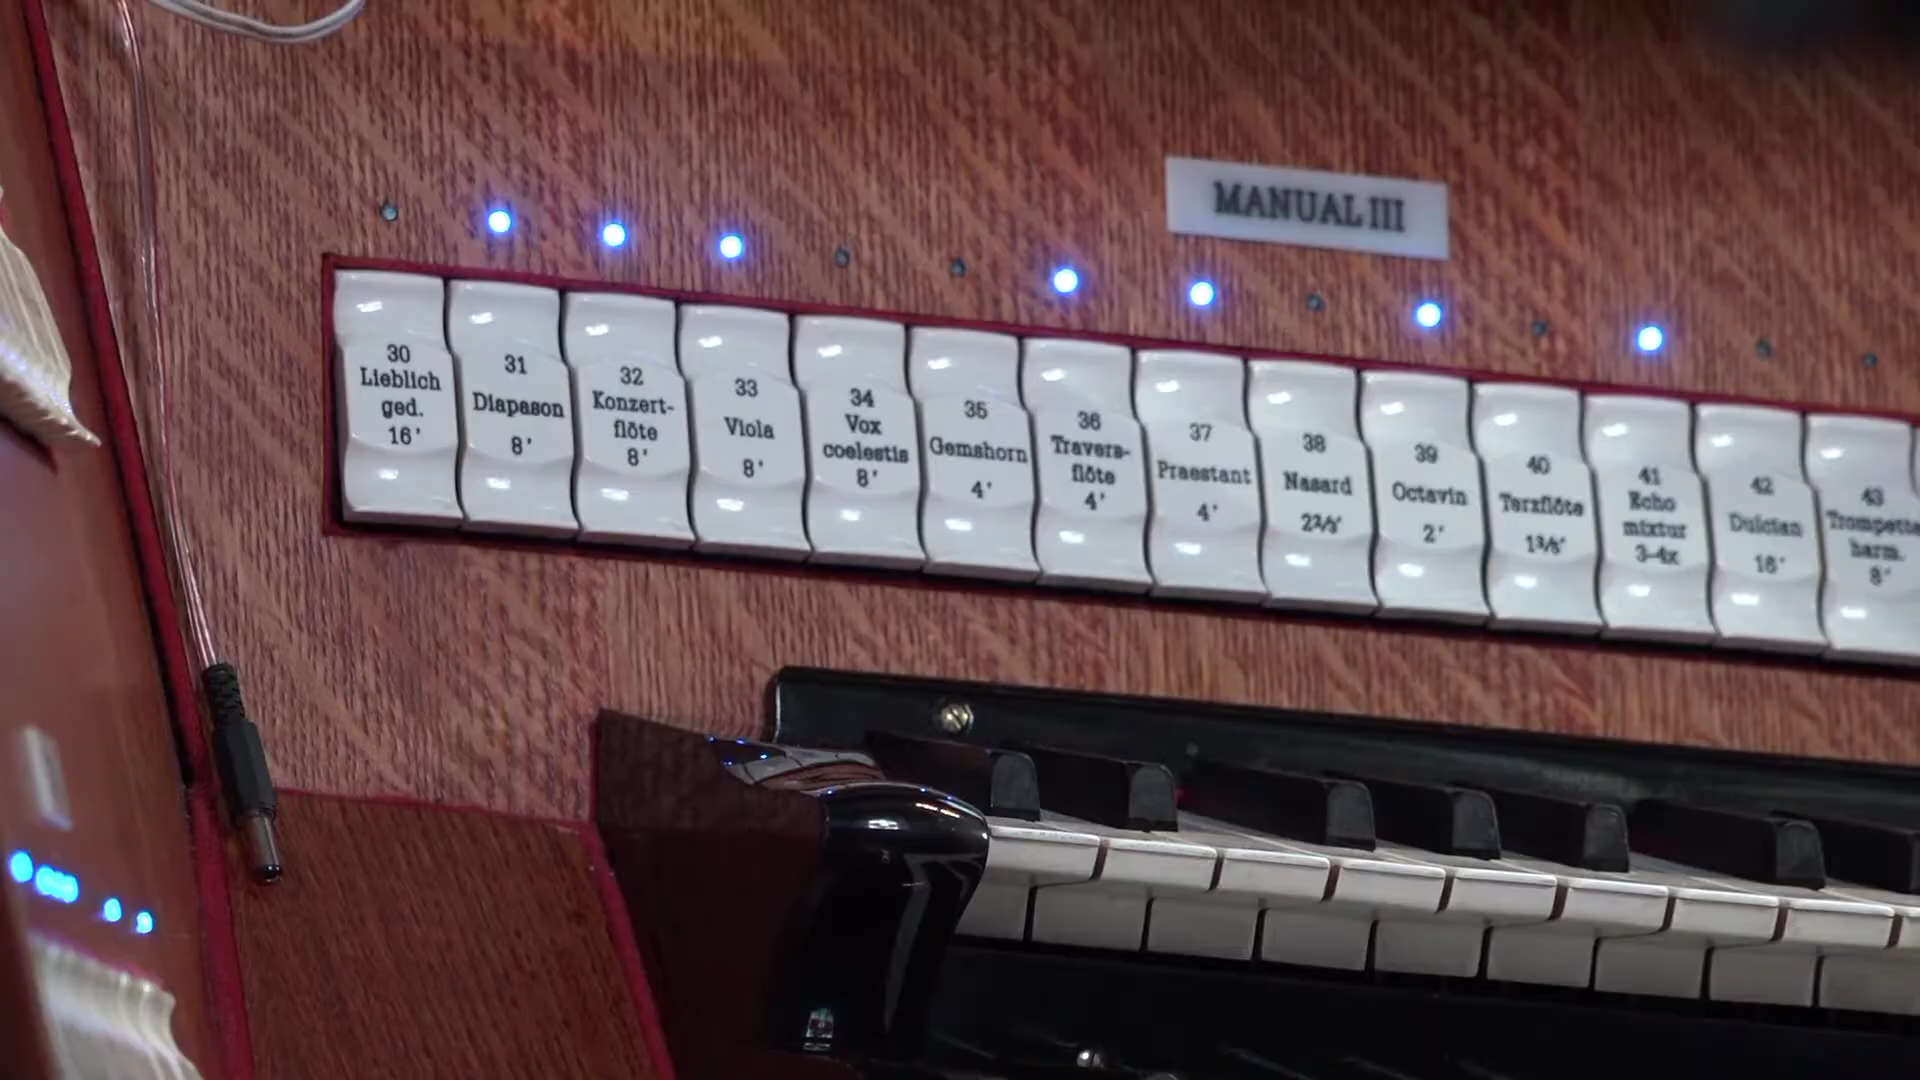 MANUAL III
30
Lieblich
ged.
16'
31
Diapason
8'
32
Konzert-
flöte
8'
33
Viola
8'
34
Vox
coelestis
8'
35
Gemshorn
4'
36
Travers-
flöte
4'
37
Praestant
4'
38
Nasard
2⅔'
39
Octavin
2'
40
Terzflöte
1⅗'
41
Echo
mixtur
3-4x
42
Dulcian
16'
43
Trompette
harm.
8'